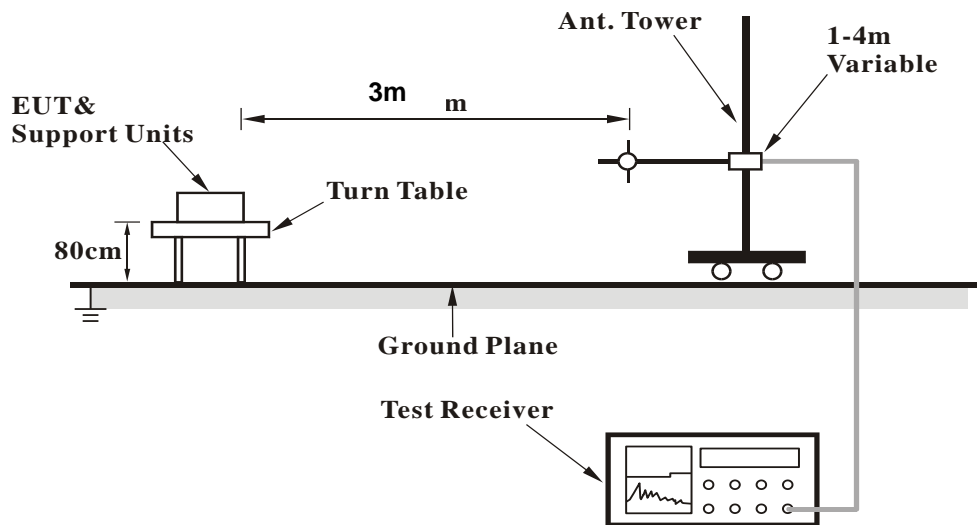 Ant. Tower
1-4m
Variable
3m
m
EUT&
Support Units
Turn Table
80cm
Ground Plane
Test Receiver